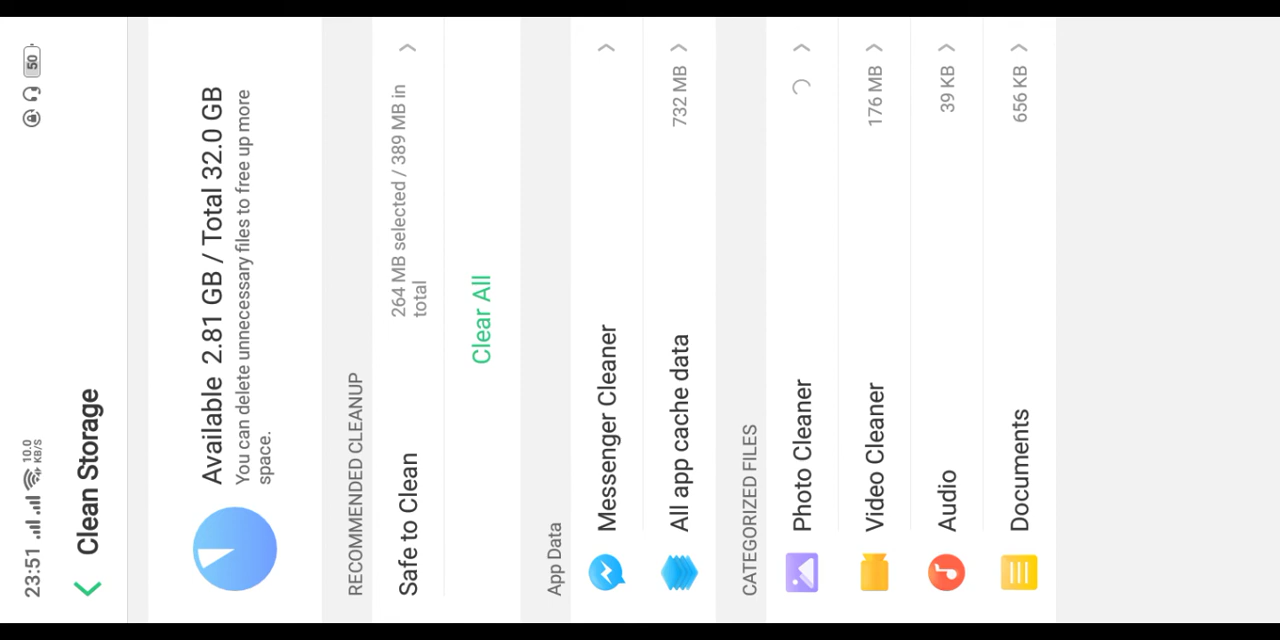 23:51
10.0
KB/s
50
Clean Storage
Available 2.81 GB / Total 32.0 GB
You can delete unnecessary files to free up more
space.
RECOMMENDED CLEANUP
Safe to Clean
264 MB selected / 389 MB in
total
Clear All
App Data
Messenger Cleaner
All app cache data 732 MB
CATEGORIZED FILES
Photo Cleaner
Video Cleaner 176 MB
Audio 39 KB
Documents 656 KB